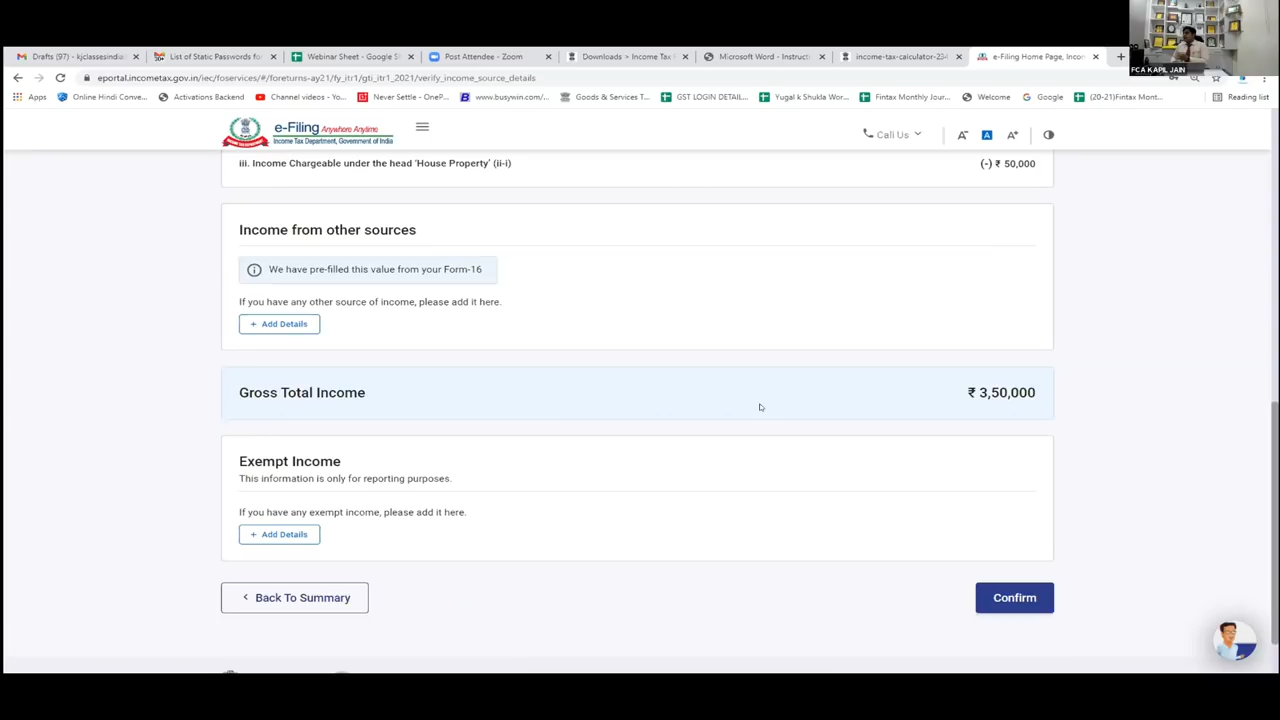 FCA KAPIL JAIN
Drafts (97) - kjclassesindia
List of Static Passwords for
Webinar Sheet - Google S
Post Attendee - Zoom
Downloads > Income Tax
Microsoft Word - Instruct
income-tax-calculator-234
e-Filing Home Page, Incom
eportal.incometax.gov.in/iec/foservices/#/foreturns-ay21/fy_itr1/gti_itr1_2021/verify_income_source_details
Apps
Online Hindi Conve...
Activations Backend
Channel videos - Yo...
Never Settle - OneP...
www.busywin.com/...
Goods & Services T...
GST LOGIN DETAIL...
Yugal k Shukla Wor...
Fintax Monthly Jour...
Welcome
Google
(20-21)Fintax Mont...
Reading list
e-Filing Anywhere Anytime
Income Tax Department, Government of India
Call Us
A-
A
A+
iii. Income Chargeable under the head 'House Property' (ii-i)
(-) ₹ 50,000
Income from other sources
We have pre-filled this value from your Form-16
If you have any other source of income, please add it here.
+ Add Details
Gross Total Income
₹ 3,50,000
Exempt Income
This information is only for reporting purposes.
If you have any exempt income, please add it here.
+ Add Details
< Back To Summary
Confirm